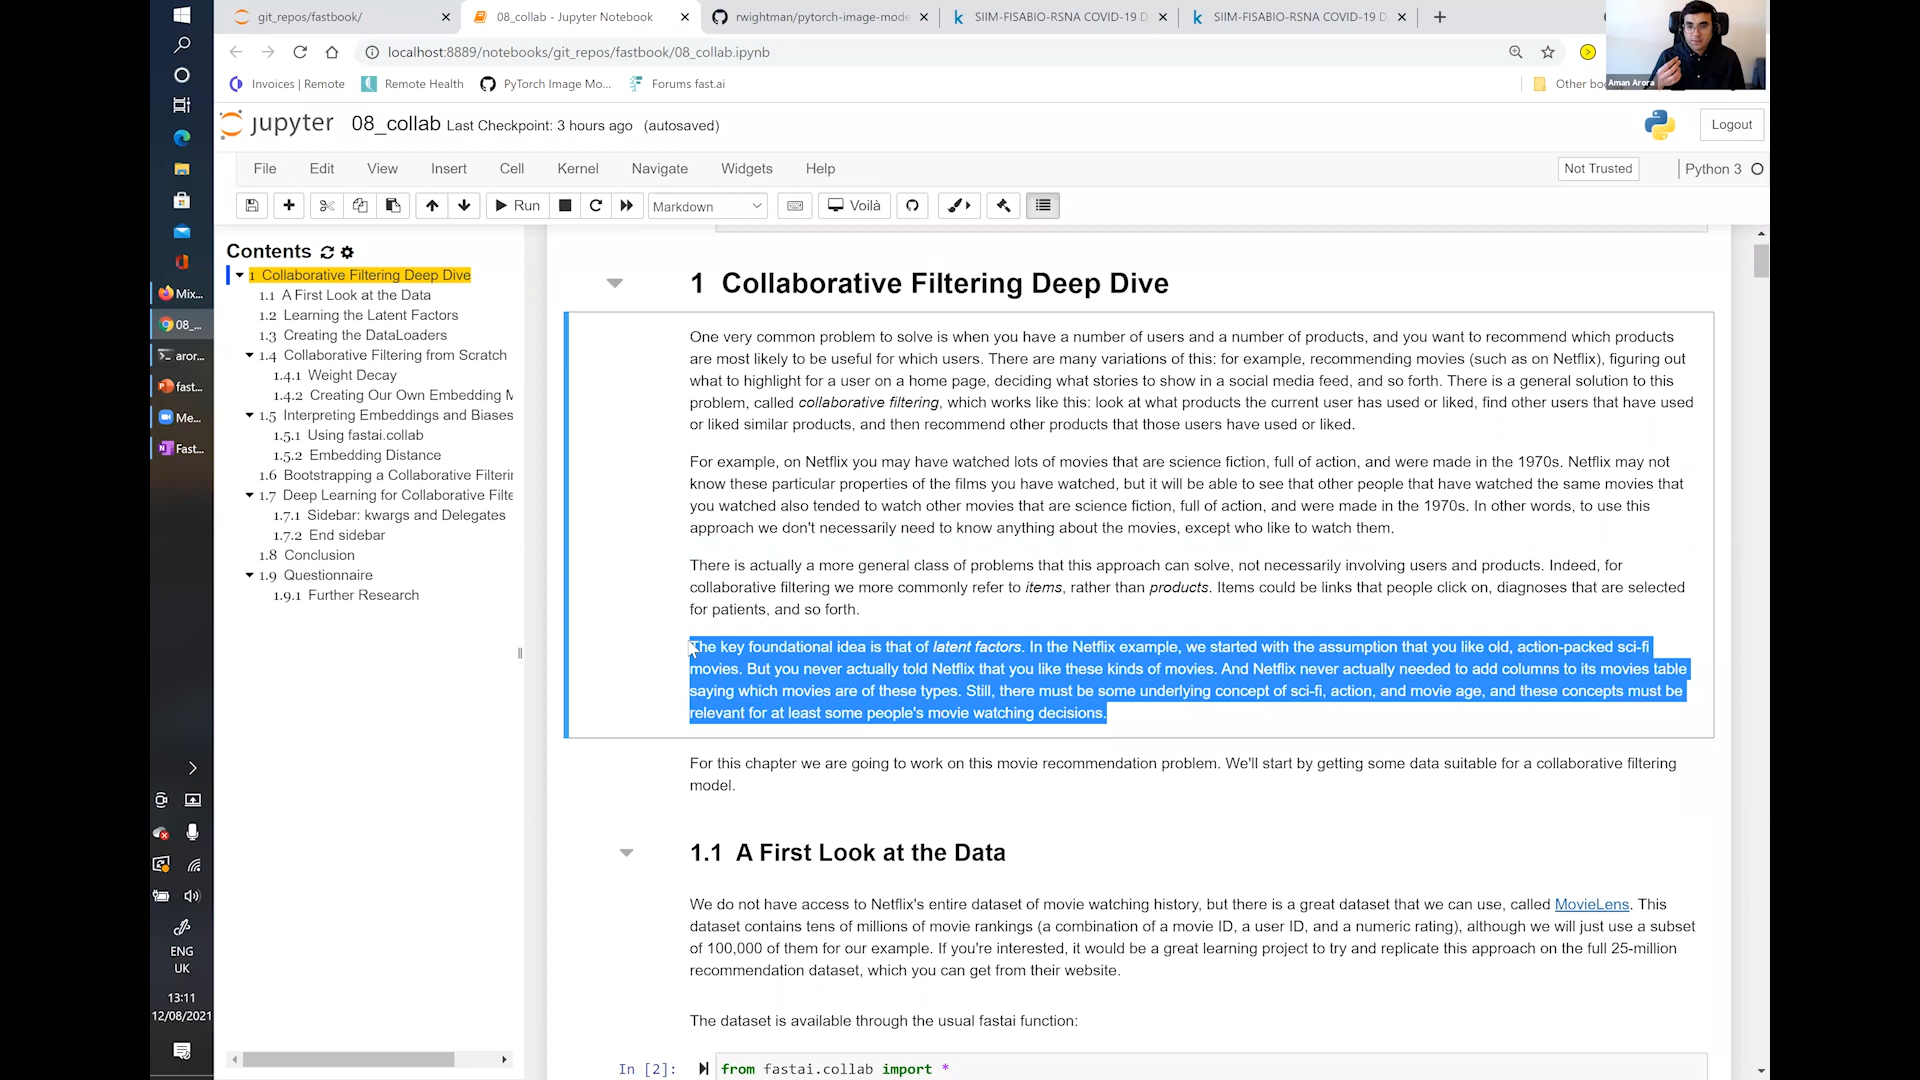 git_repos/fastbook/
08_collab - Jupyter Notebook
rwightman/pytorch-image-mode
SIIM-FISABIO-RSNA COVID-19 D
SIIM-FISABIO-RSNA COVID-19 D
localhost:8889/notebooks/git_repos/fastbook/08_collab.ipynb
Invoices | Remote
Remote Health
PyTorch Image Mo...
Forums fast.ai
Other bo
Aman Arora
jupyter 08_collab Last Checkpoint: 3 hours ago (autosaved)
Logout
File Edit View Insert Cell Kernel Navigate Widgets Help
Not Trusted
Python 3
Run
Markdown
Voilà
Contents
1 Collaborative Filtering Deep Dive
1.1 A First Look at the Data
1.2 Learning the Latent Factors
1.3 Creating the DataLoaders
1.4 Collaborative Filtering from Scratch
1.4.1 Weight Decay
1.4.2 Creating Our Own Embedding M
1.5 Interpreting Embeddings and Biases
1.5.1 Using fastai.collab
1.5.2 Embedding Distance
1.6 Bootstrapping a Collaborative Filterin
1.7 Deep Learning for Collaborative Filte
1.7.1 Sidebar: kwargs and Delegates
1.7.2 End sidebar
1.8 Conclusion
1.9 Questionnaire
1.9.1 Further Research
Mix...
08_...
aror...
fast...
Me...
Fast...
ENG
UK
13:11
12/08/2021
1 Collaborative Filtering Deep Dive
One very common problem to solve is when you have a number of users and a number of products, and you want to recommend which products
are most likely to be useful for which users. There are many variations of this: for example, recommending movies (such as on Netflix), figuring out
what to highlight for a user on a home page, deciding what stories to show in a social media feed, and so forth. There is a general solution to this
problem, called collaborative filtering, which works like this: look at what products the current user has used or liked, find other users that have used
or liked similar products, and then recommend other products that those users have used or liked.
For example, on Netflix you may have watched lots of movies that are science fiction, full of action, and were made in the 1970s. Netflix may not
know these particular properties of the films you have watched, but it will be able to see that other people that have watched the same movies that
you watched also tended to watch other movies that are science fiction, full of action, and were made in the 1970s. In other words, to use this
approach we don't necessarily need to know anything about the movies, except who like to watch them.
There is actually a more general class of problems that this approach can solve, not necessarily involving users and products. Indeed, for
collaborative filtering we more commonly refer to items, rather than products. Items could be links that people click on, diagnoses that are selected
for patients, and so forth.
The key foundational idea is that of latent factors. In the Netflix example, we started with the assumption that you like old, action-packed sci-fi
movies. But you never actually told Netflix that you like these kinds of movies. And Netflix never actually needed to add columns to its movies table
saying which movies are of these types. Still, there must be some underlying concept of sci-fi, action, and movie age, and these concepts must be
relevant for at least some people's movie watching decisions.
For this chapter we are going to work on this movie recommendation problem. We'll start by getting some data suitable for a collaborative filtering
model.
1.1 A First Look at the Data
We do not have access to Netflix's entire dataset of movie watching history, but there is a great dataset that we can use, called MovieLens. This
dataset contains tens of millions of movie rankings (a combination of a movie ID, a user ID, and a numeric rating), although we will just use a subset
of 100,000 of them for our example. If you're interested, it would be a great learning project to try and replicate this approach on the full 25-million
recommendation dataset, which you can get from their website.
The dataset is available through the usual fastai function:
In [2]: from fastai.collab import *